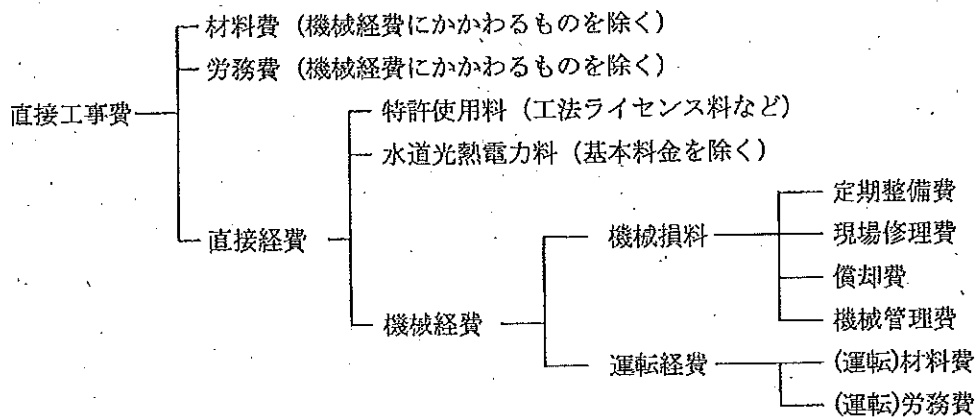 材料費（機械経費にかかわるものを除く）
労務費（機械経費にかかわるものを除く）
直接工事費
特許使用料（工法ライセンス料など）
水道光熱電力料（基本料金を除く）
定期整備費
直接経費
機械損料
現場修理費
償却費
機械経費
機械管理費
運転経費
(運転)材料費
(運転)労務費